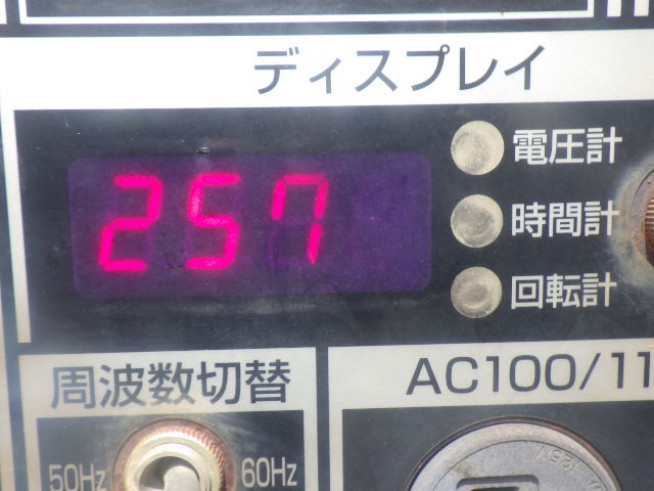 ディスプレイ
257
電圧計
時間計
回転計
周波数切替
50Hz
60Hz
AC100/11